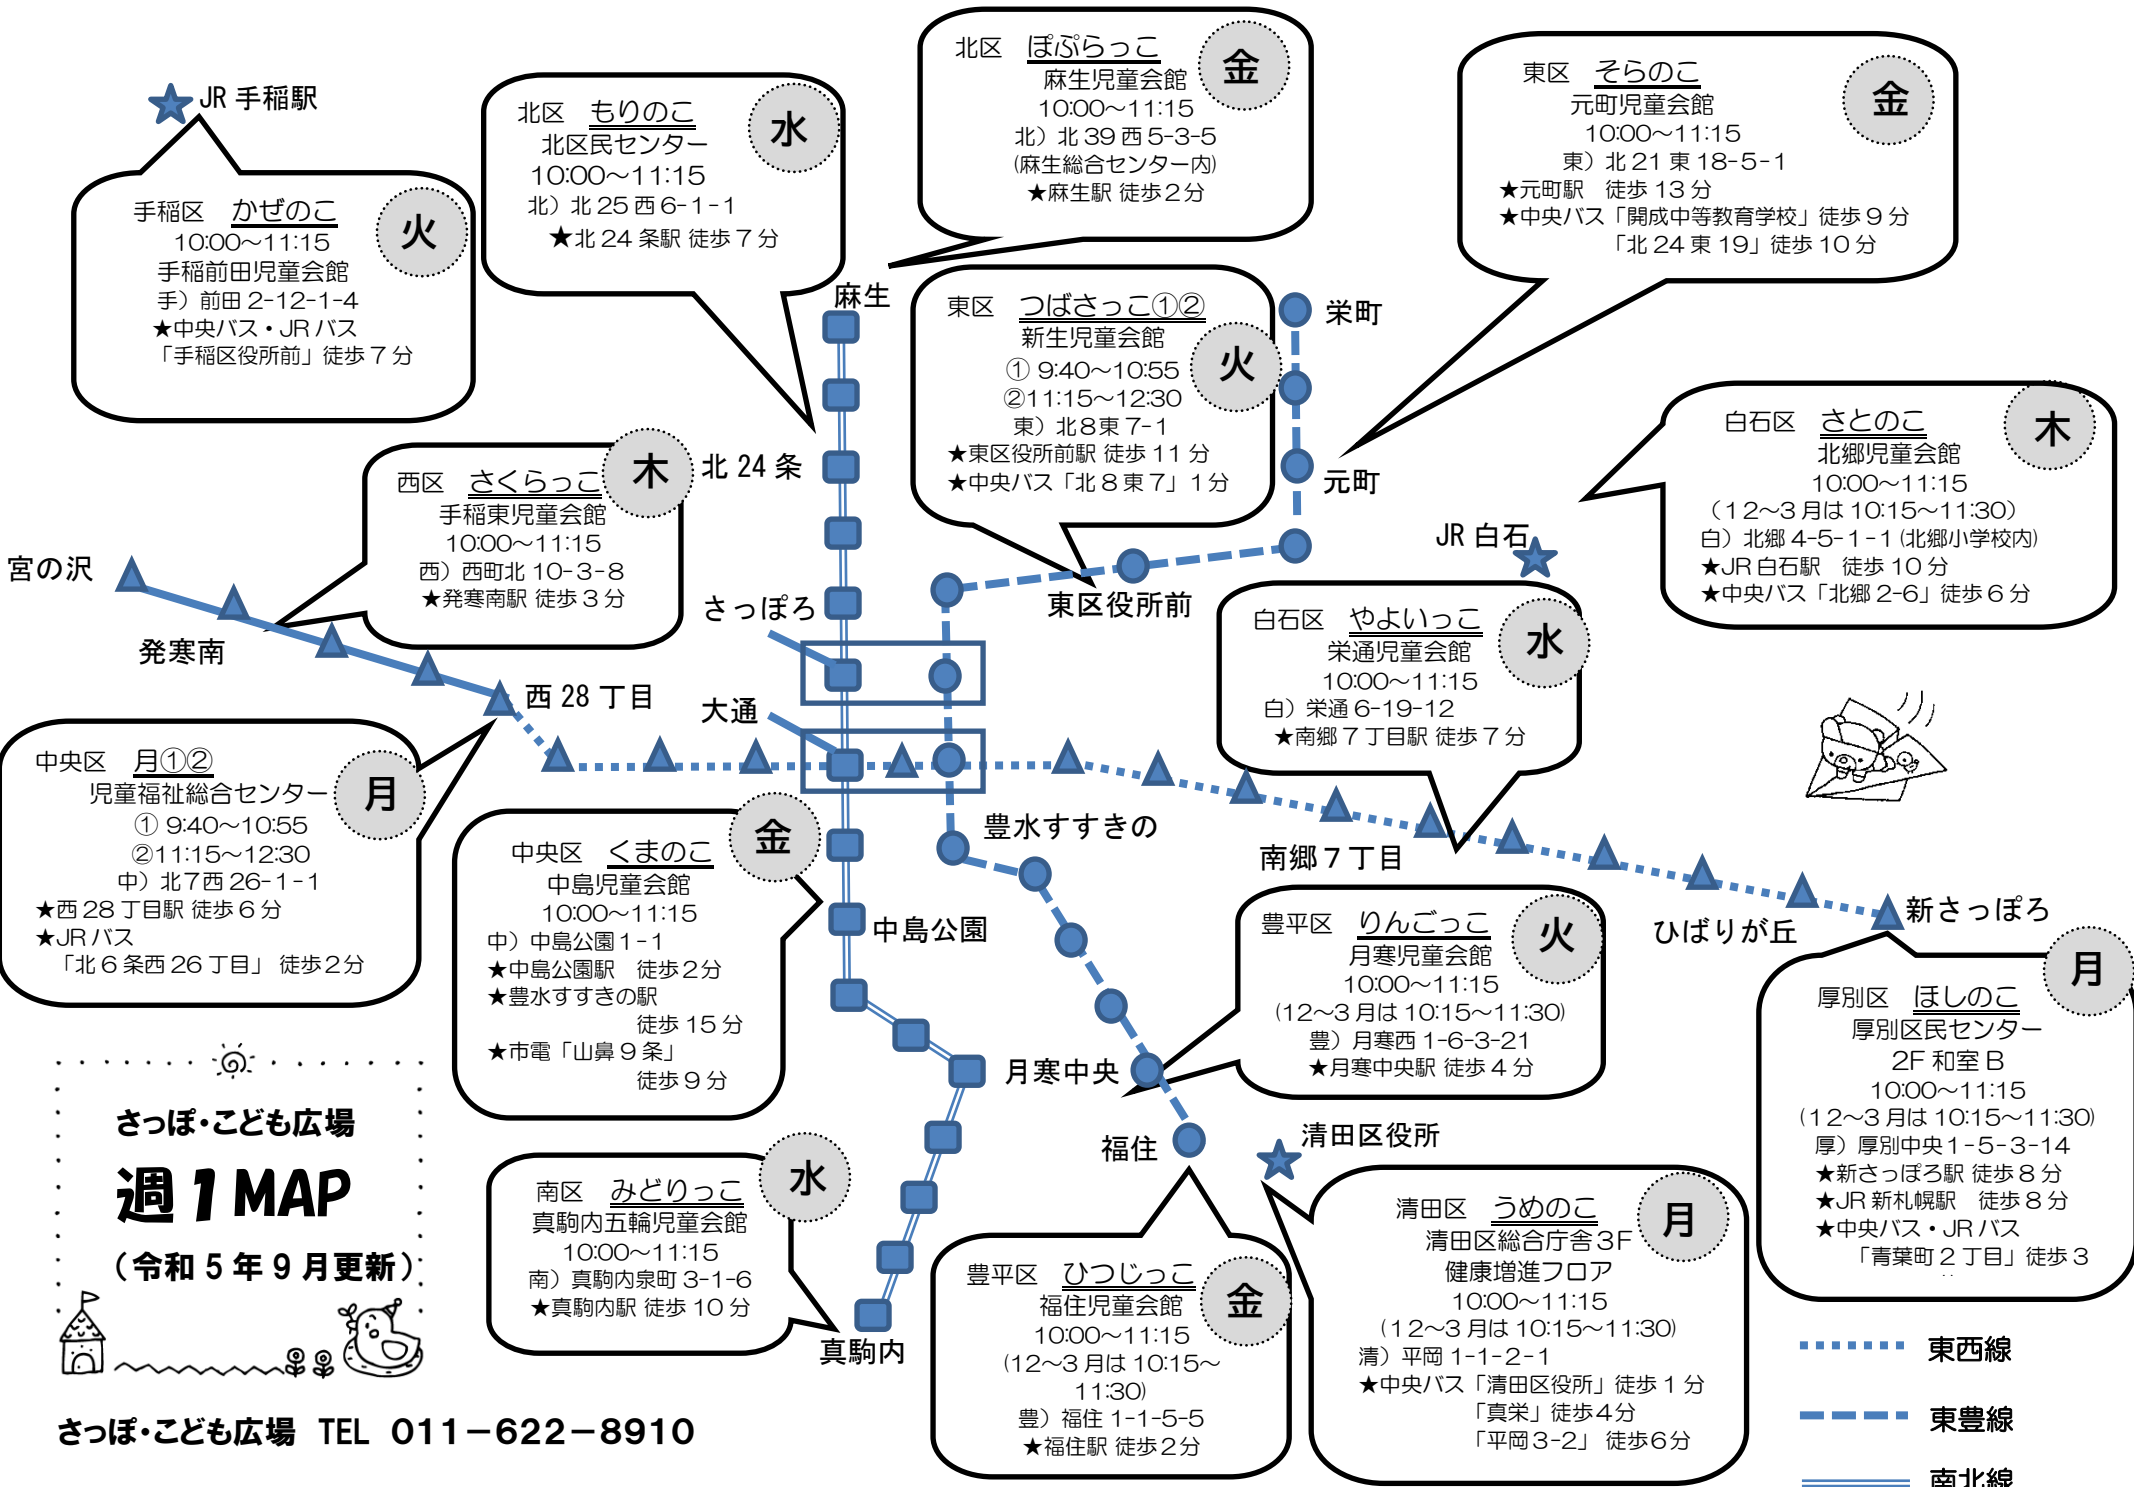 JR 手稲駅
手稲区 かぜのこ
火
10:00～11:15
手稲前田児童会館
手）前田 2-12-1-4
★中央バス・JR バス
「手稲区役所前」徒歩 7 分
北区 もりのこ
水
北区民センター
10:00～11:15
北）北 25 西 6-1-1
★北 24 条駅 徒歩 7 分
北区 ぽぷらっこ
金
麻生児童会館
10:00～11:15
北）北 39 西 5-3-5
(麻生総合センター内)
★麻生駅 徒歩２分
東区 そらのこ
金
元町児童会館
10:00～11:15
東）北 21 東 18-5-1
★元町駅 徒歩 13 分
★中央バス「開成中等教育学校」徒歩 9 分
「北 24 東 19」徒歩 10 分
東区 つばさっこ①②
火
新生児童会館
① 9:40～10:55
②11:15～12:30
東）北８東 7-1
★東区役所前駅 徒歩 11 分
★中央バス「北 8 東 7」1 分
白石区 さとのこ
木
北郷児童会館
10:00～11:15
（１2～3 月は 10:15～11:30）
白）北郷 4-5-１-１(北郷小学校内)
★JR 白石駅 徒歩 10 分
★中央バス「北郷 2-6」徒歩 6 分
西区 さくらっこ
木
手稲東児童会館
10:00～11:15
西）西町北 10-3-8
★発寒南駅 徒歩 3 分
白石区 やよいっこ
水
栄通児童会館
10:00～11:15
白）栄通 6-19-12
★南郷 7 丁目駅 徒歩 7 分
中央区 月①②
月
児童福祉総合センター
① 9:40～10:55
②11:15～12:30
中）北７西 26-1-1
★西 28 丁目駅 徒歩 6 分
★JR バス
「北 6 条西 26 丁目」 徒歩２分
中央区 くまのこ
金
中島児童会館
10:00～11:15
中）中島公園１-１
★中島公園駅 徒歩２分
★豊水すすきの駅
徒歩 15 分
★市電「山鼻 9 条」
徒歩 9 分
豊平区 りんごっこ
火
月寒児童会館
10:00～11:15
(12～3 月は 10:15～11:30)
豊）月寒西 1-6-3-21
★月寒中央駅 徒歩 4 分
厚別区 ほしのこ
月
厚別区民センター
2F 和室 B
10:00～11:15
(１2～3 月は 10:15～11:30)
厚）厚別中央１-５-３-14
★新さっぽろ駅 徒歩 8 分
★JR 新札幌駅 徒歩 8 分
★中央バス・JR バス
「青葉町 2 丁目」徒歩 3
南区 みどりっこ
水
真駒内五輪児童会館
10:00～11:15
南）真駒内泉町 3-1-6
★真駒内駅 徒歩 10 分
豊平区 ひつじっこ
金
福住児童会館
10:00～11:15
(12～3 月は 10:15～
11:30)
豊）福住 1-1-5-5
★福住駅 徒歩２分
清田区 うめのこ
月
清田区総合庁舎３F
健康増進フロア
10:00～11:15
(１2～3 月は 10:15～11:30)
清）平岡 1-1-2-1
★中央バス「清田区役所」徒歩 1 分
「真栄」徒歩４分
「平岡３-2」 徒歩６分
麻生
北 24 条
さっぽろ
大通
中島公園
真駒内
栄町
元町
東区役所前
豊水すすきの
月寒中央
福住
宮の沢
発寒南
西 28 丁目
南郷７丁目
ひばりが丘
新さっぽろ
JR 白石
清田区役所
さっぽ・こども広場
週１MAP
（令和 5 年 9 月更新）
さっぽ・こども広場 TEL 011－622－8910
東西線
東豊線
南北線